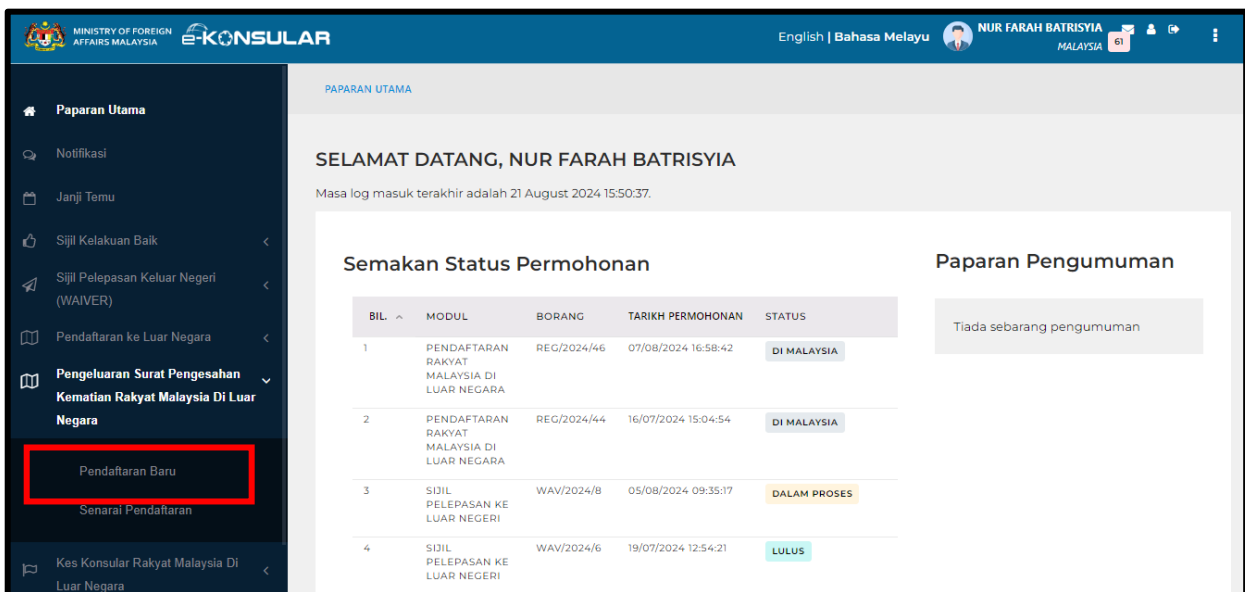 MINISTRY OF FOREIGN
AFFAIRS MALAYSIA
e-KONSULAR
English | Bahasa Melayu
NUR FARAH BATRISYIA
MALAYSIA
61
Paparan Utama
Notifikasi
Janji Temu
Sijil Kelakuan Baik
Sijil Pelepasan Keluar Negeri
(WAIVER)
Pendaftaran ke Luar Negara
Pengeluaran Surat Pengesahan
Kematian Rakyat Malaysia Di Luar
Negara
Pendaftaran Baru
Senarai Pendaftaran
Kes Konsular Rakyat Malaysia Di
Luar Negara
PAPARAN UTAMA
SELAMAT DATANG, NUR FARAH BATRISYIA
Masa log masuk terakhir adalah 21 August 2024 15:50:37.
Semakan Status Permohonan
BIL. MODUL BORANG TARIKH PERMOHONAN STATUS
1 PENDAFTARAN REG/2024/46 07/08/2024 16:58:42 DI MALAYSIA
RAKYAT
MALAYSIA DI
LUAR NEGARA
2 PENDAFTARAN REG/2024/44 16/07/2024 15:04:54 DI MALAYSIA
RAKYAT
MALAYSIA DI
LUAR NEGARA
3 SIJIL WAV/2024/8 05/08/2024 09:35:17 DALAM PROSES
PELEPASAN KE
LUAR NEGERI
4 SIJIL WAV/2024/6 19/07/2024 12:54:21 LULUS
PELEPASAN KE
LUAR NEGERI
Paparan Pengumuman
Tiada sebarang pengumuman